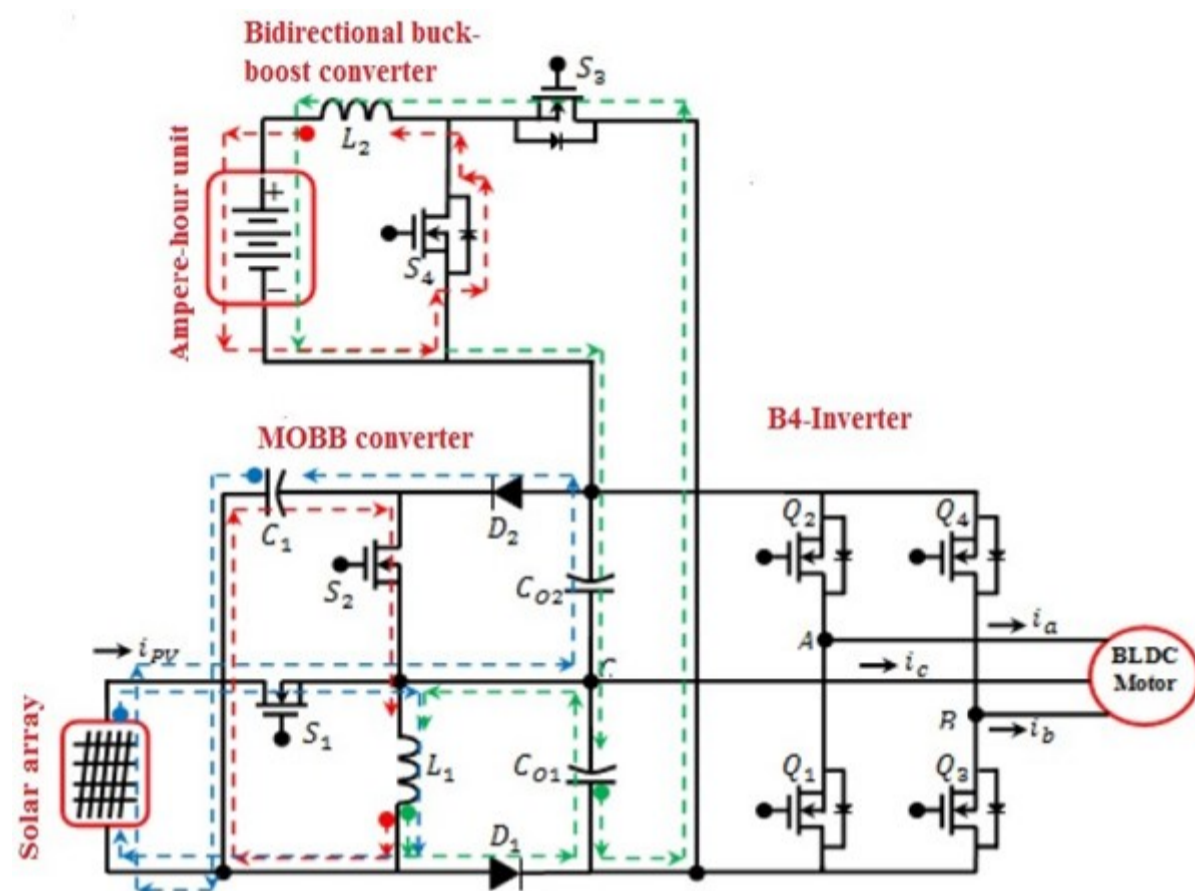 Bidirectional buck-
boost converter
S3
L2
Ampere-hour unit
+
S4
−
MOBB converter
B4-Inverter
C1
D2
Q2
Q4
S2
CO2
iPV
A
ia
C
ic
BLDC
Motor
S1
B
ib
Solar array
L1
CO1
Q1
Q3
D1